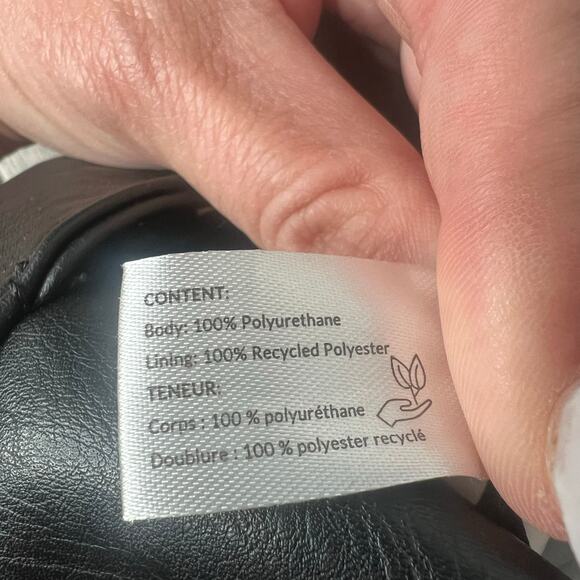 CONTENT:
Body: 100% Polyurethane
Lining: 100% Recycled Polyester
TENEUR:
Corps : 100 % polyuréthane
Doublure : 100 % polyester recyclé